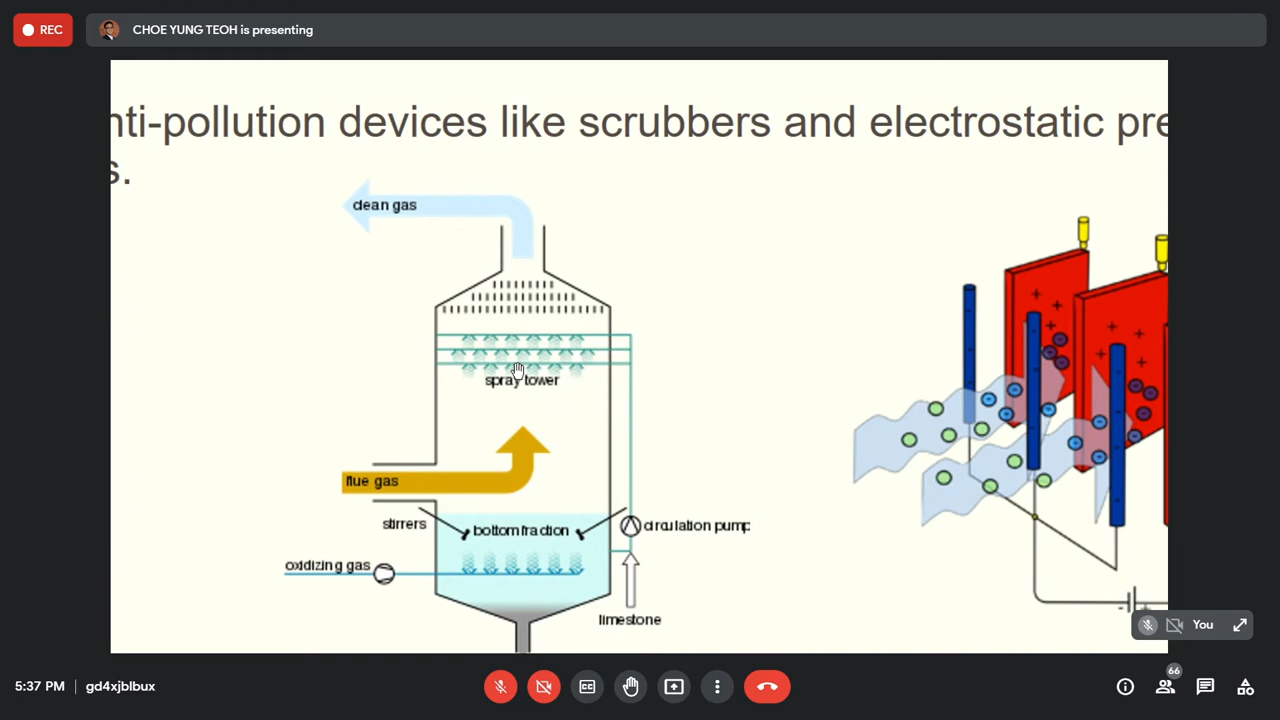 REC
CHOE YUNG TEOH is presenting
nti-pollution devices like scrubbers and electrostatic pre
s.
clean gas
spray tower
flue gas
stirrers
bottom fraction
circulation pump
oxidizing gas
limestone
You
5:37 PM
gd4xjblbux
66